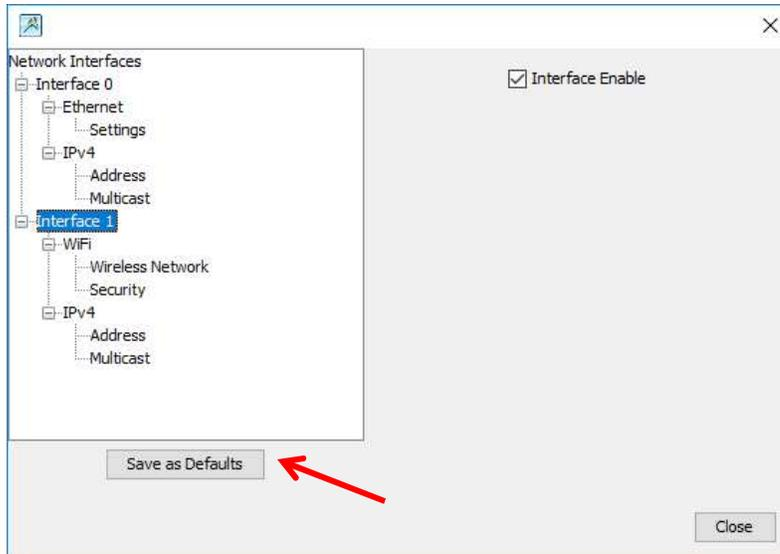 Network Interfaces
Interface 0
Ethernet
Settings
IPv4
Address
Multicast
Interface 1
WiFi
Wireless Network
Security
IPv4
Address
Multicast
Interface Enable
Save as Defaults
Close